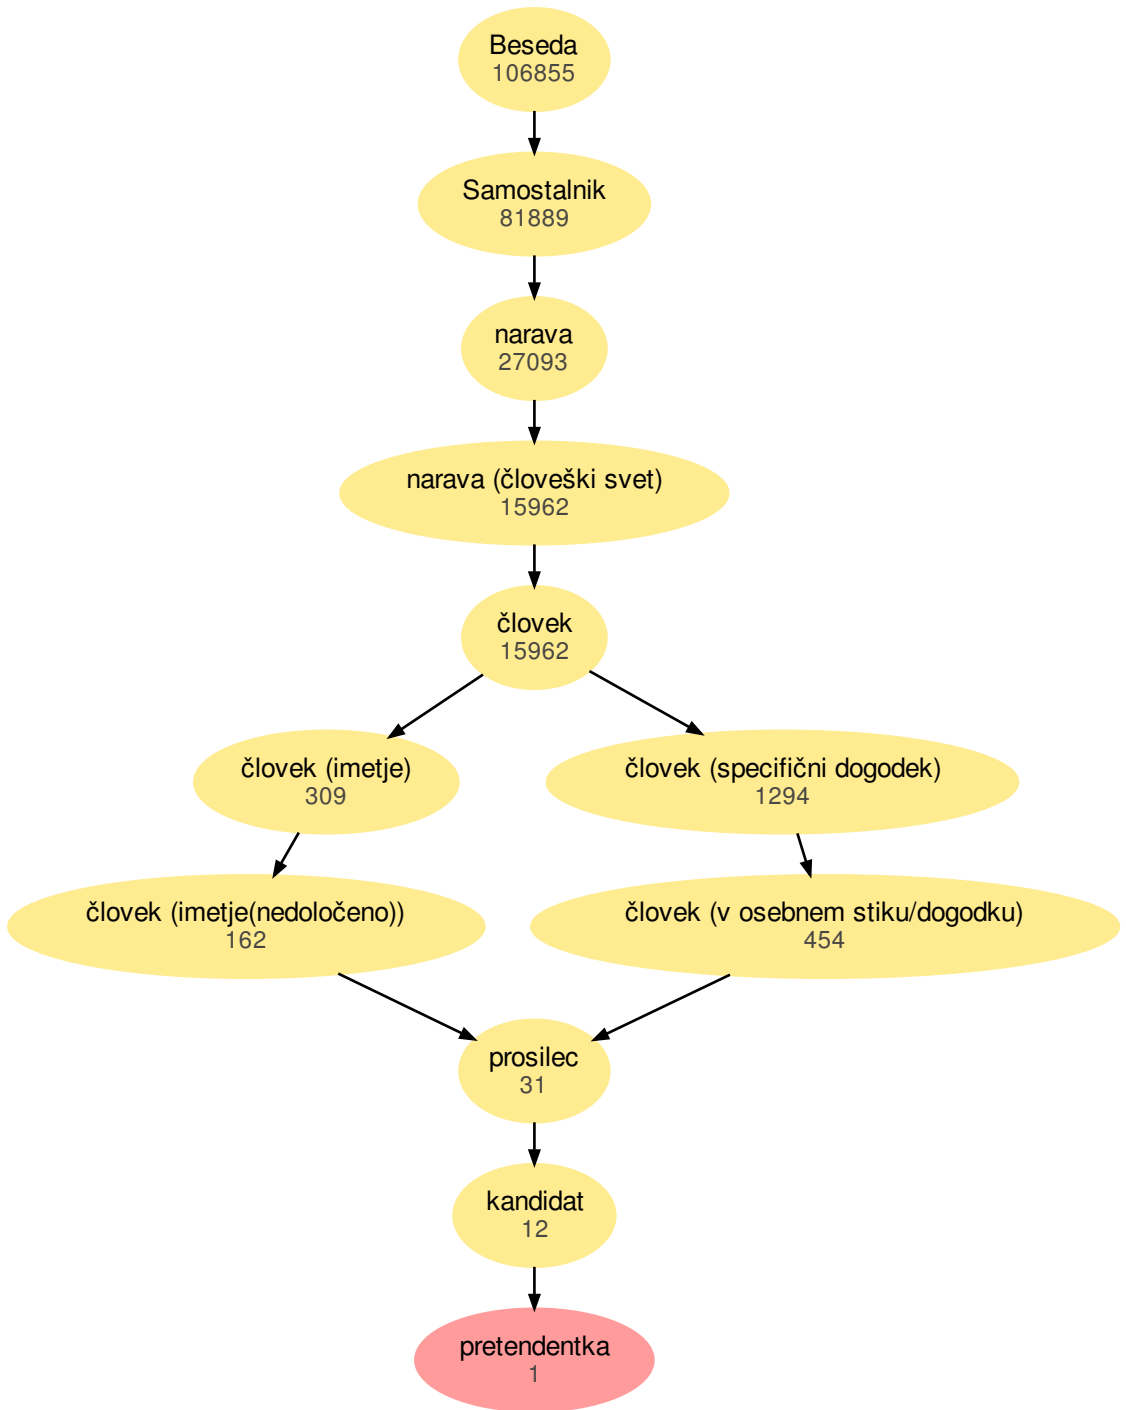 Beseda
106855
Samostalnik
81889
narava
27093
narava (človeški svet)
15962
človek
15962
človek (imetje)
309
človek (specifični dogodek)
1294
človek (imetje(nedoločeno))
162
človek (v osebnem stiku/dogodku)
454
prosilec
31
kandidat
12
pretendentka
1